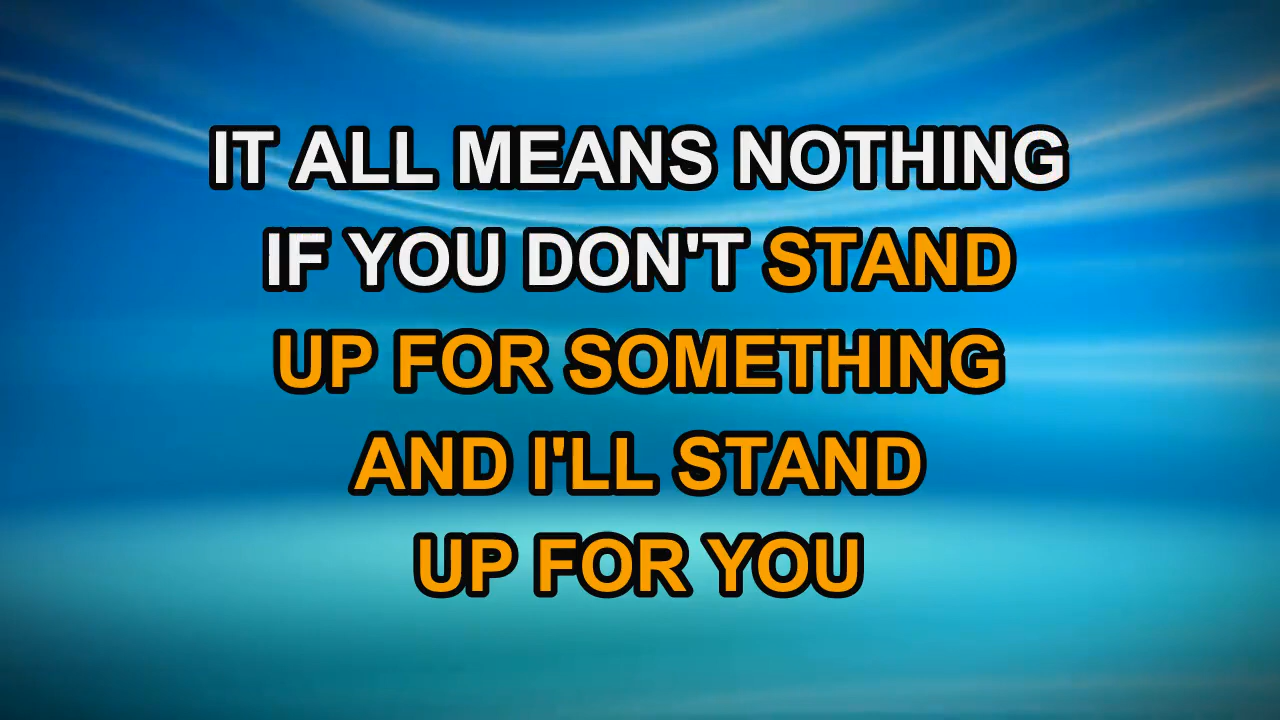 IT ALL MEANS NOTHING
IF YOU DON'T STAND
UP FOR SOMETHING
AND I'LL STAND
UP FOR YOU